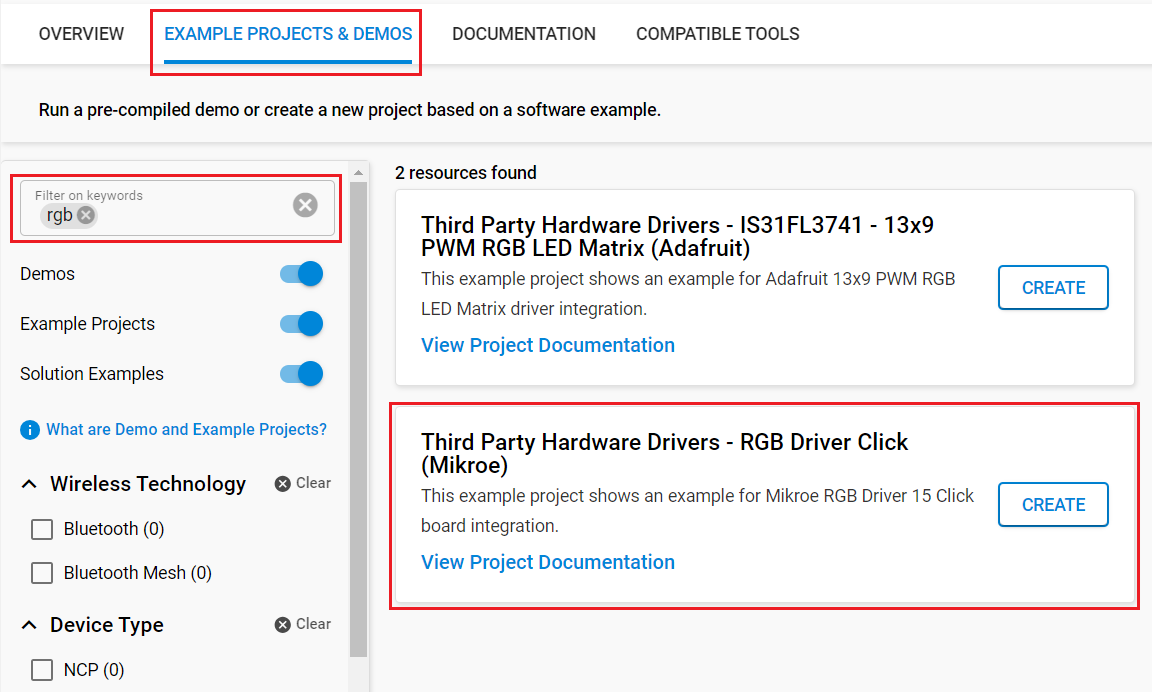 OVERVIEW
EXAMPLE PROJECTS & DEMOS
DOCUMENTATION
COMPATIBLE TOOLS
Run a pre-compiled demo or create a new project based on a software example.
Filter on keywords
rgb
Demos
Example Projects
Solution Examples
What are Demo and Example Projects?
Wireless Technology
Clear
Bluetooth (0)
Bluetooth Mesh (0)
Device Type
Clear
NCP (0)
2 resources found
Third Party Hardware Drivers - IS31FL3741 - 13x9
PWM RGB LED Matrix (Adafruit)
This example project shows an example for Adafruit 13x9 PWM RGB
LED Matrix driver integration.
View Project Documentation
CREATE
Third Party Hardware Drivers - RGB Driver Click
(Mikroe)
This example project shows an example for Mikroe RGB Driver 15 Click
board integration.
View Project Documentation
CREATE